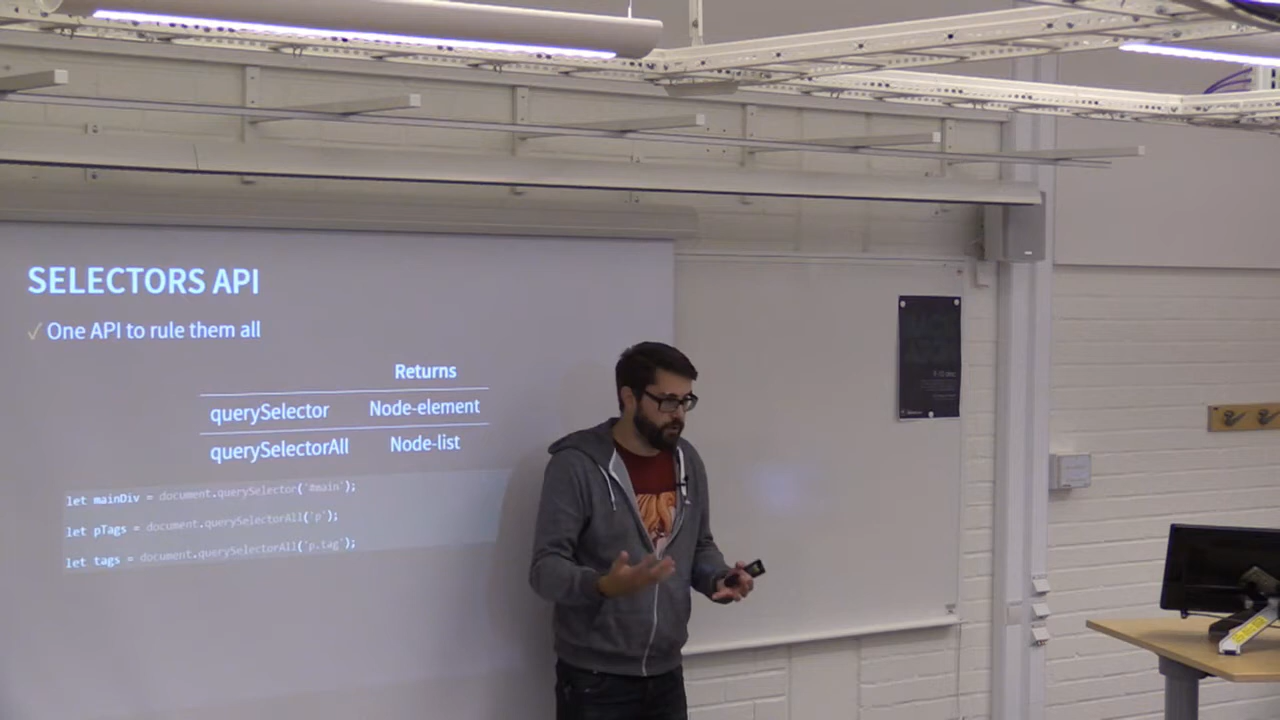 SELECTORS API
✓ One API to rule them all
Returns
querySelector Node-element
querySelectorAll Node-list
let mainDiv = document.querySelector('#main');
let pTags = document.querySelectorAll('p');
let tags = document.querySelectorAll('p.tag');